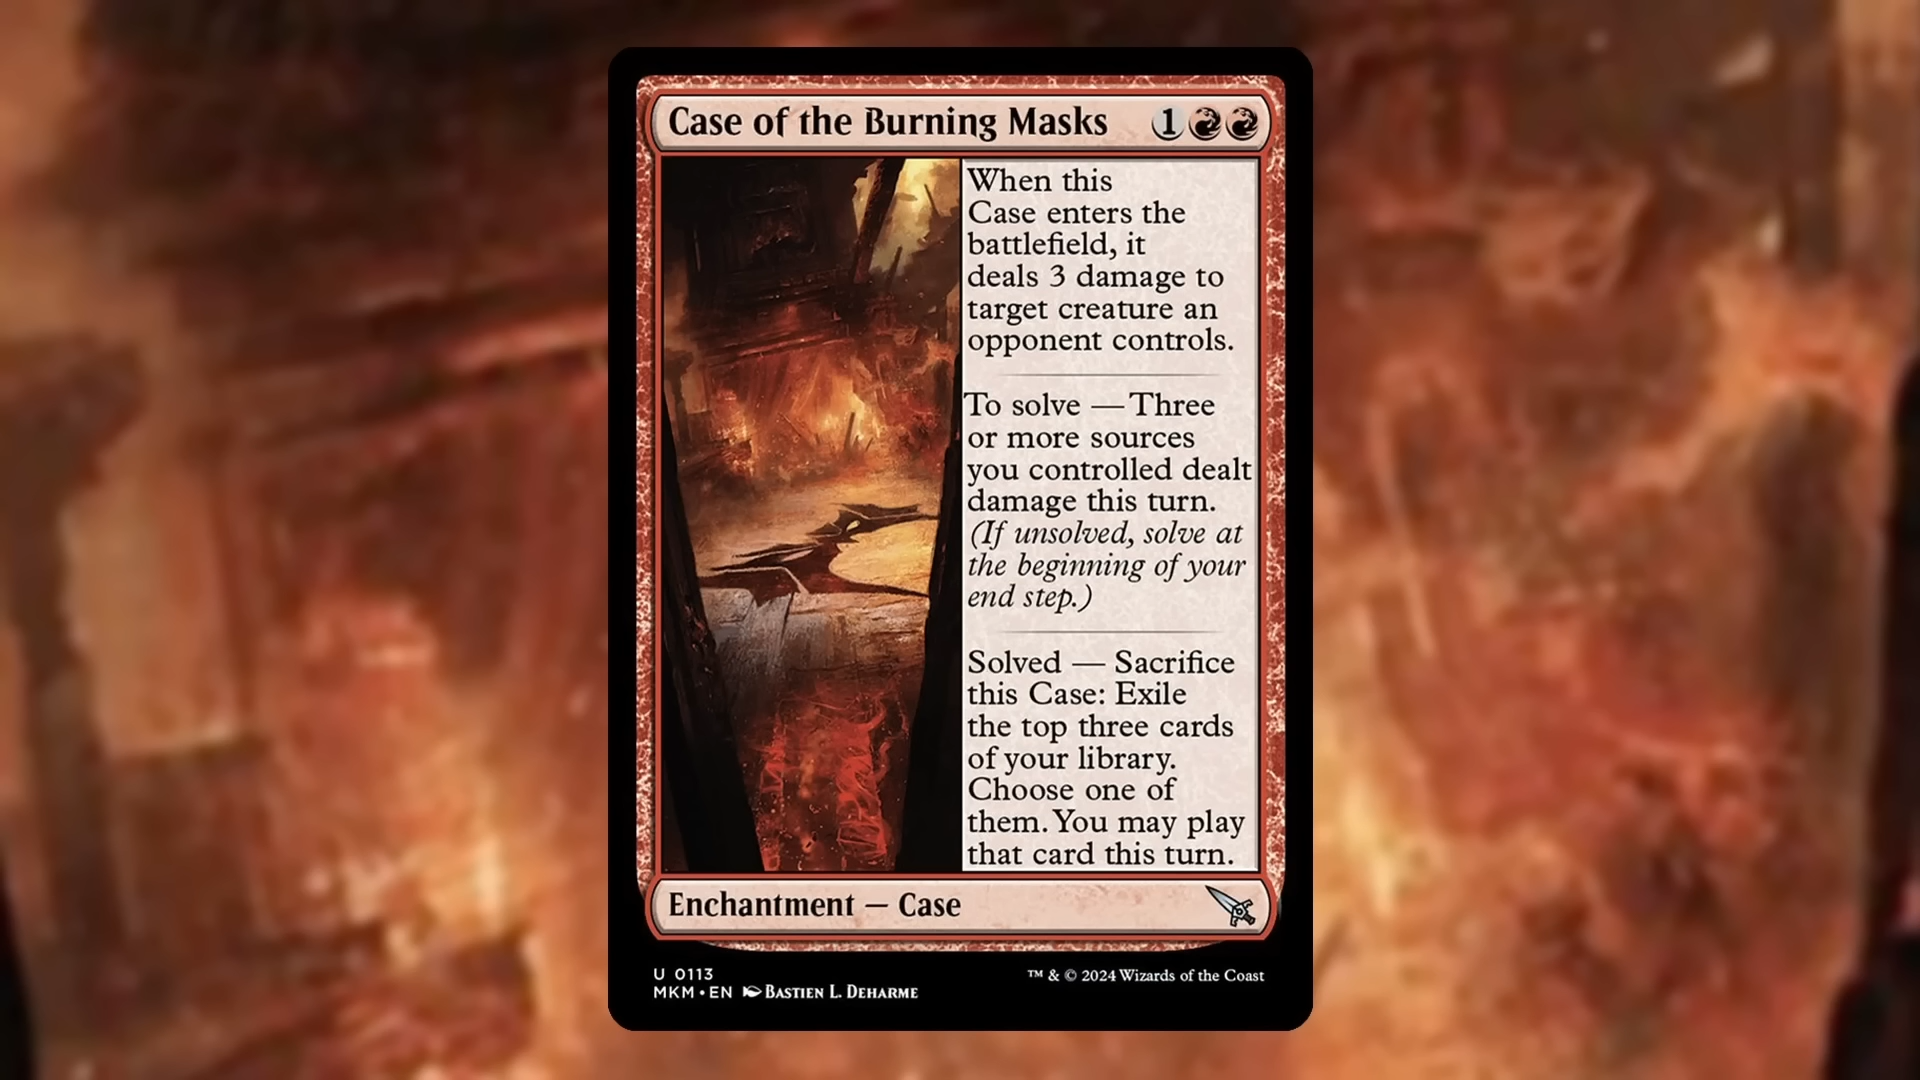 Case of the Burning Masks 1
When this
Case enters the
battlefield, it
deals 3 damage to
target creature an
opponent controls.
To solve — Three
or more sources
you controlled dealt
damage this turn.
(If unsolved, solve at
the beginning of your
end step.)
Solved — Sacrifice
this Case: Exile
the top three cards
of your library.
Choose one of
them. You may play
that card this turn.
Enchantment — Case
U 0113
MKM • EN BASTIEN L. DEHARME
™ & © 2024 Wizards of the Coast